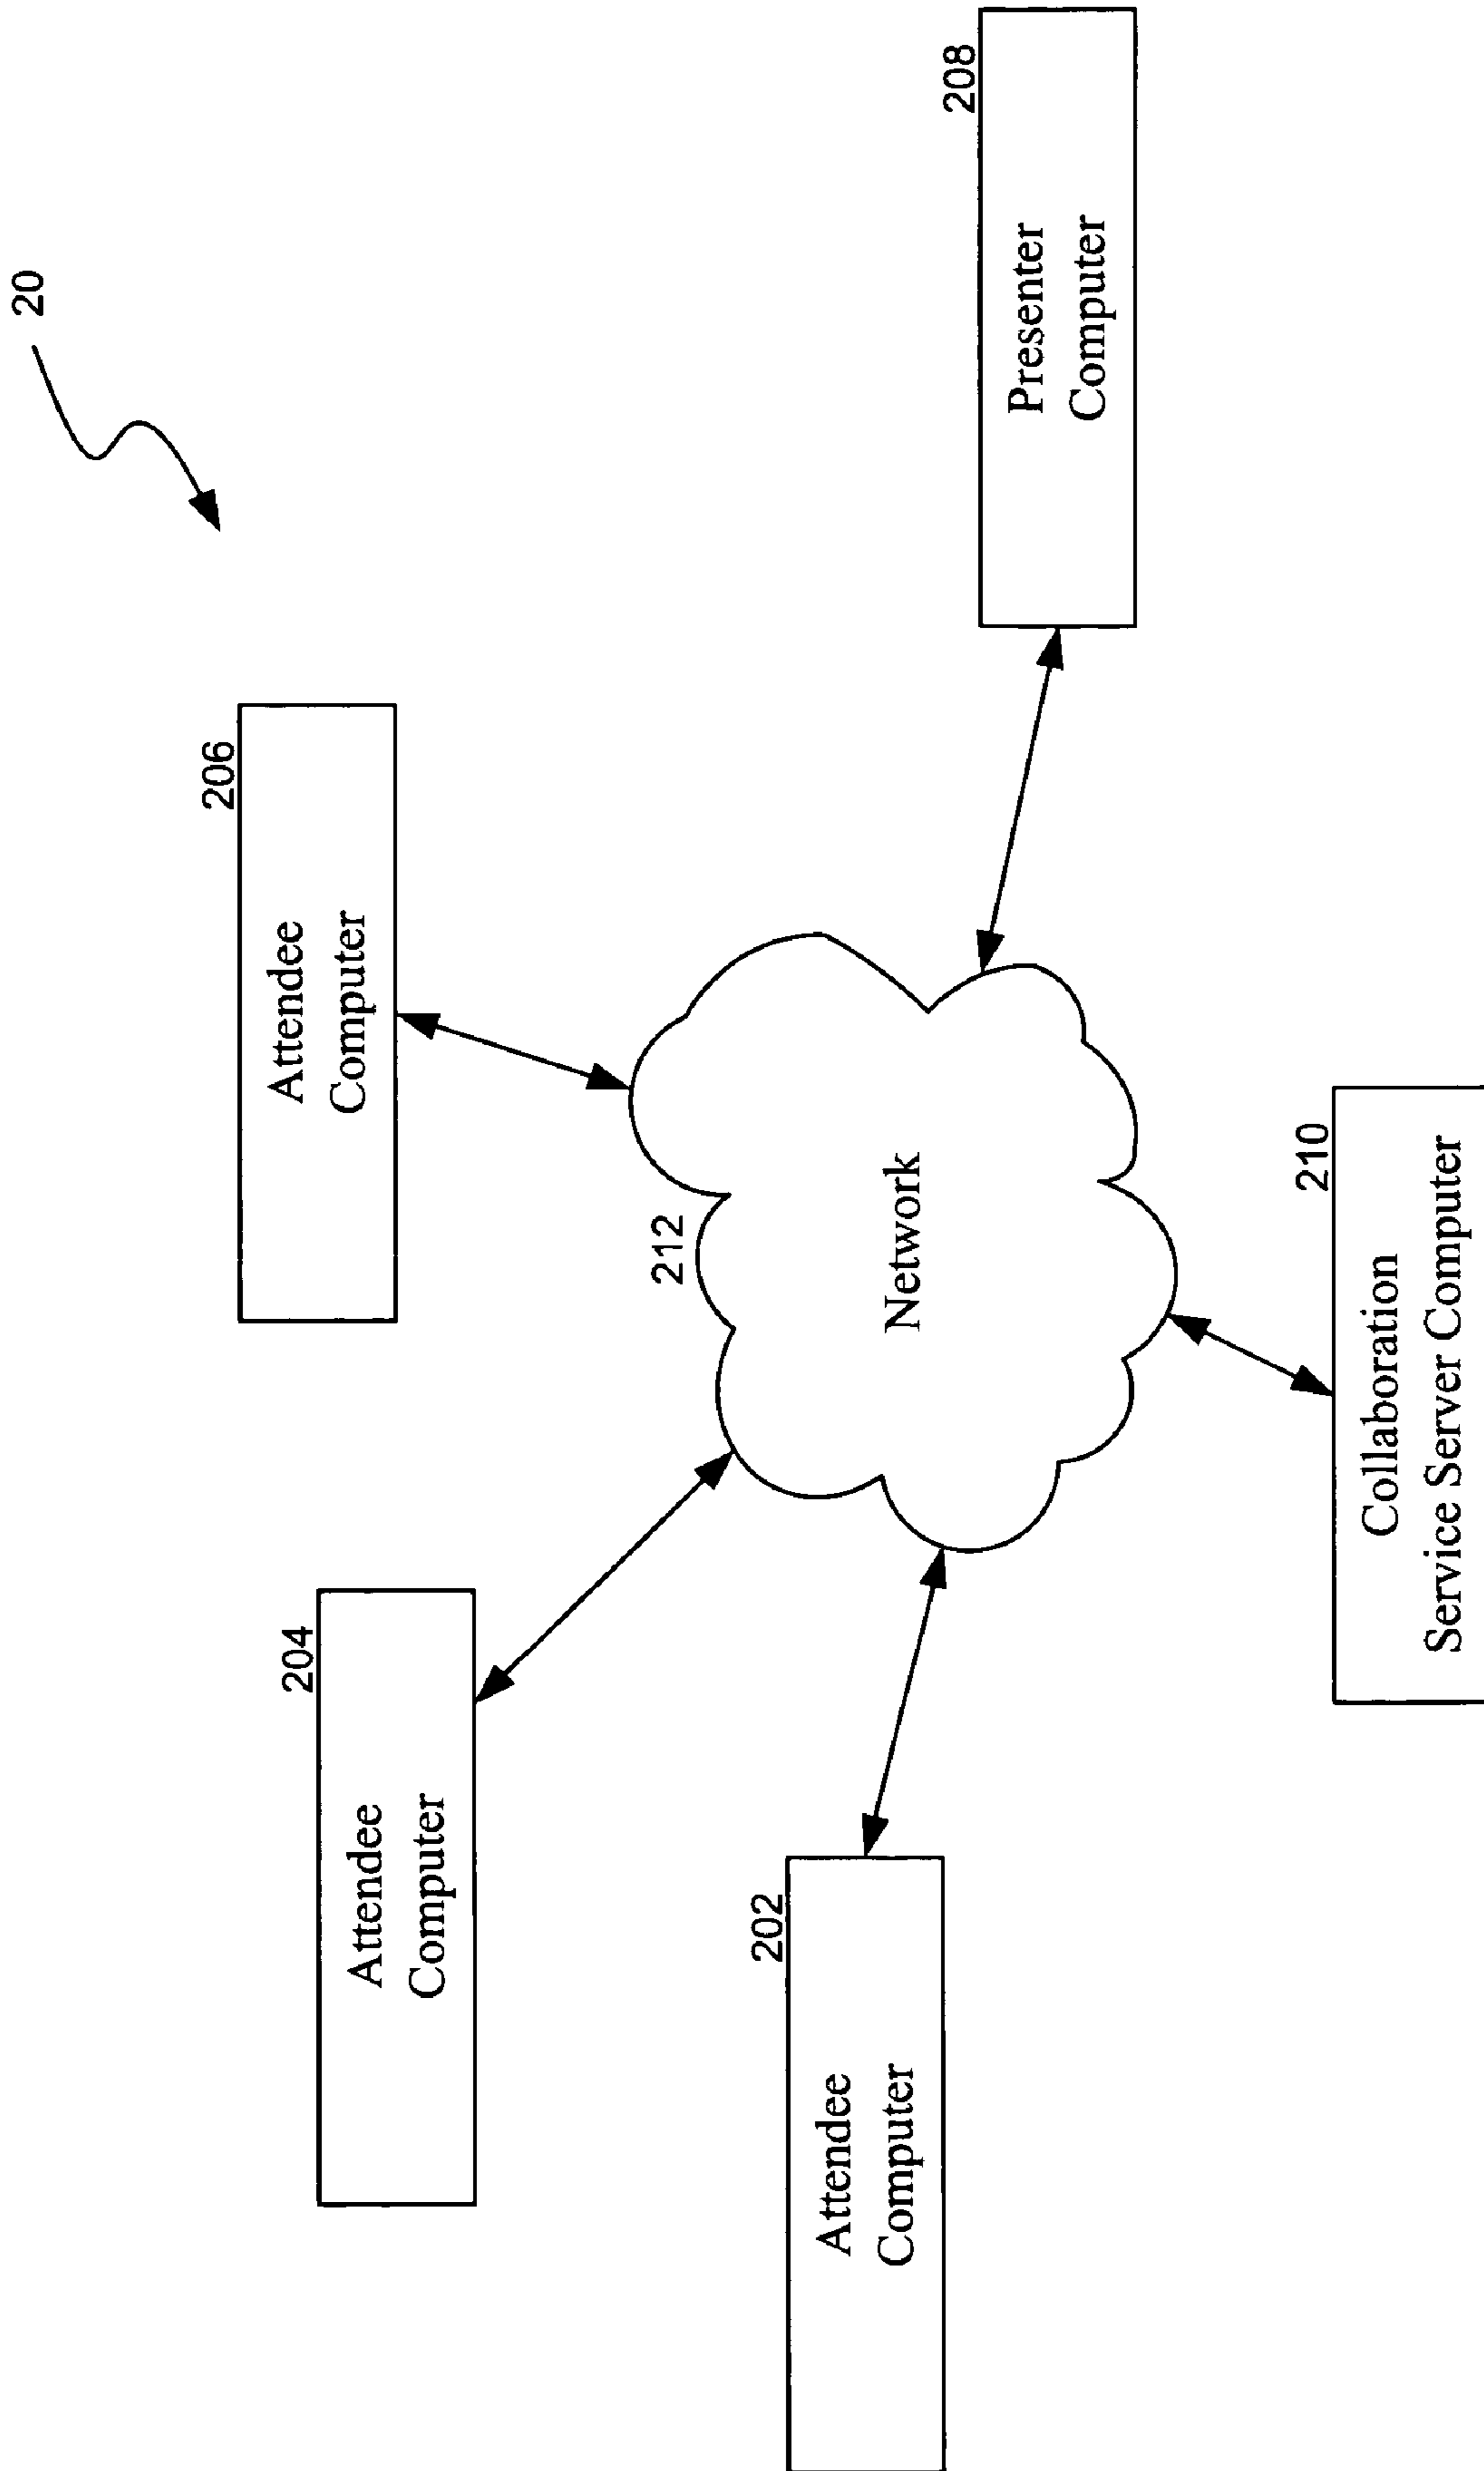 20
206
Attendee
Computer
204
Attendee
Computer
212
Network
202
Attendee
Computer
208
Presenter
Computer
210
Collaboration
Service Server Computer